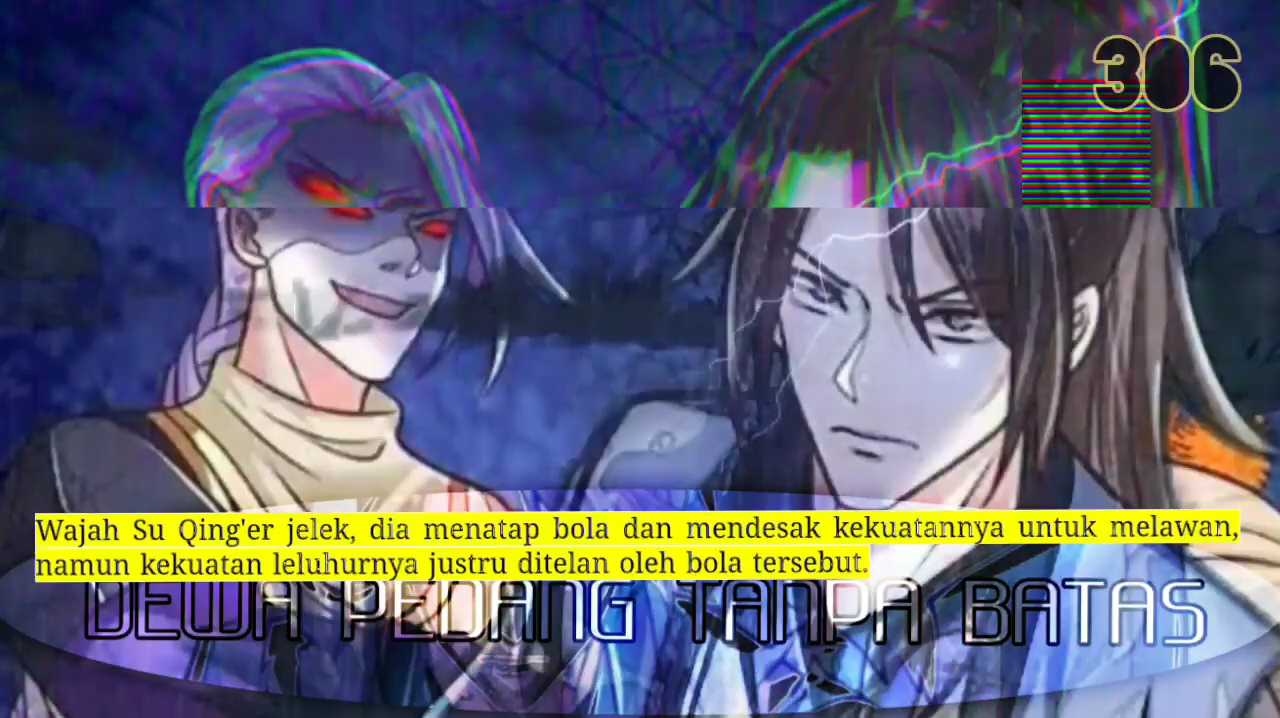 306
Wajah Su Qing'er jelek, dia menatap bola dan mendesak kekuatannya untuk melawan,
namun kekuatan leluhurnya justru ditelan oleh bola tersebut.
DEWA PEDANG TANPA BATAS